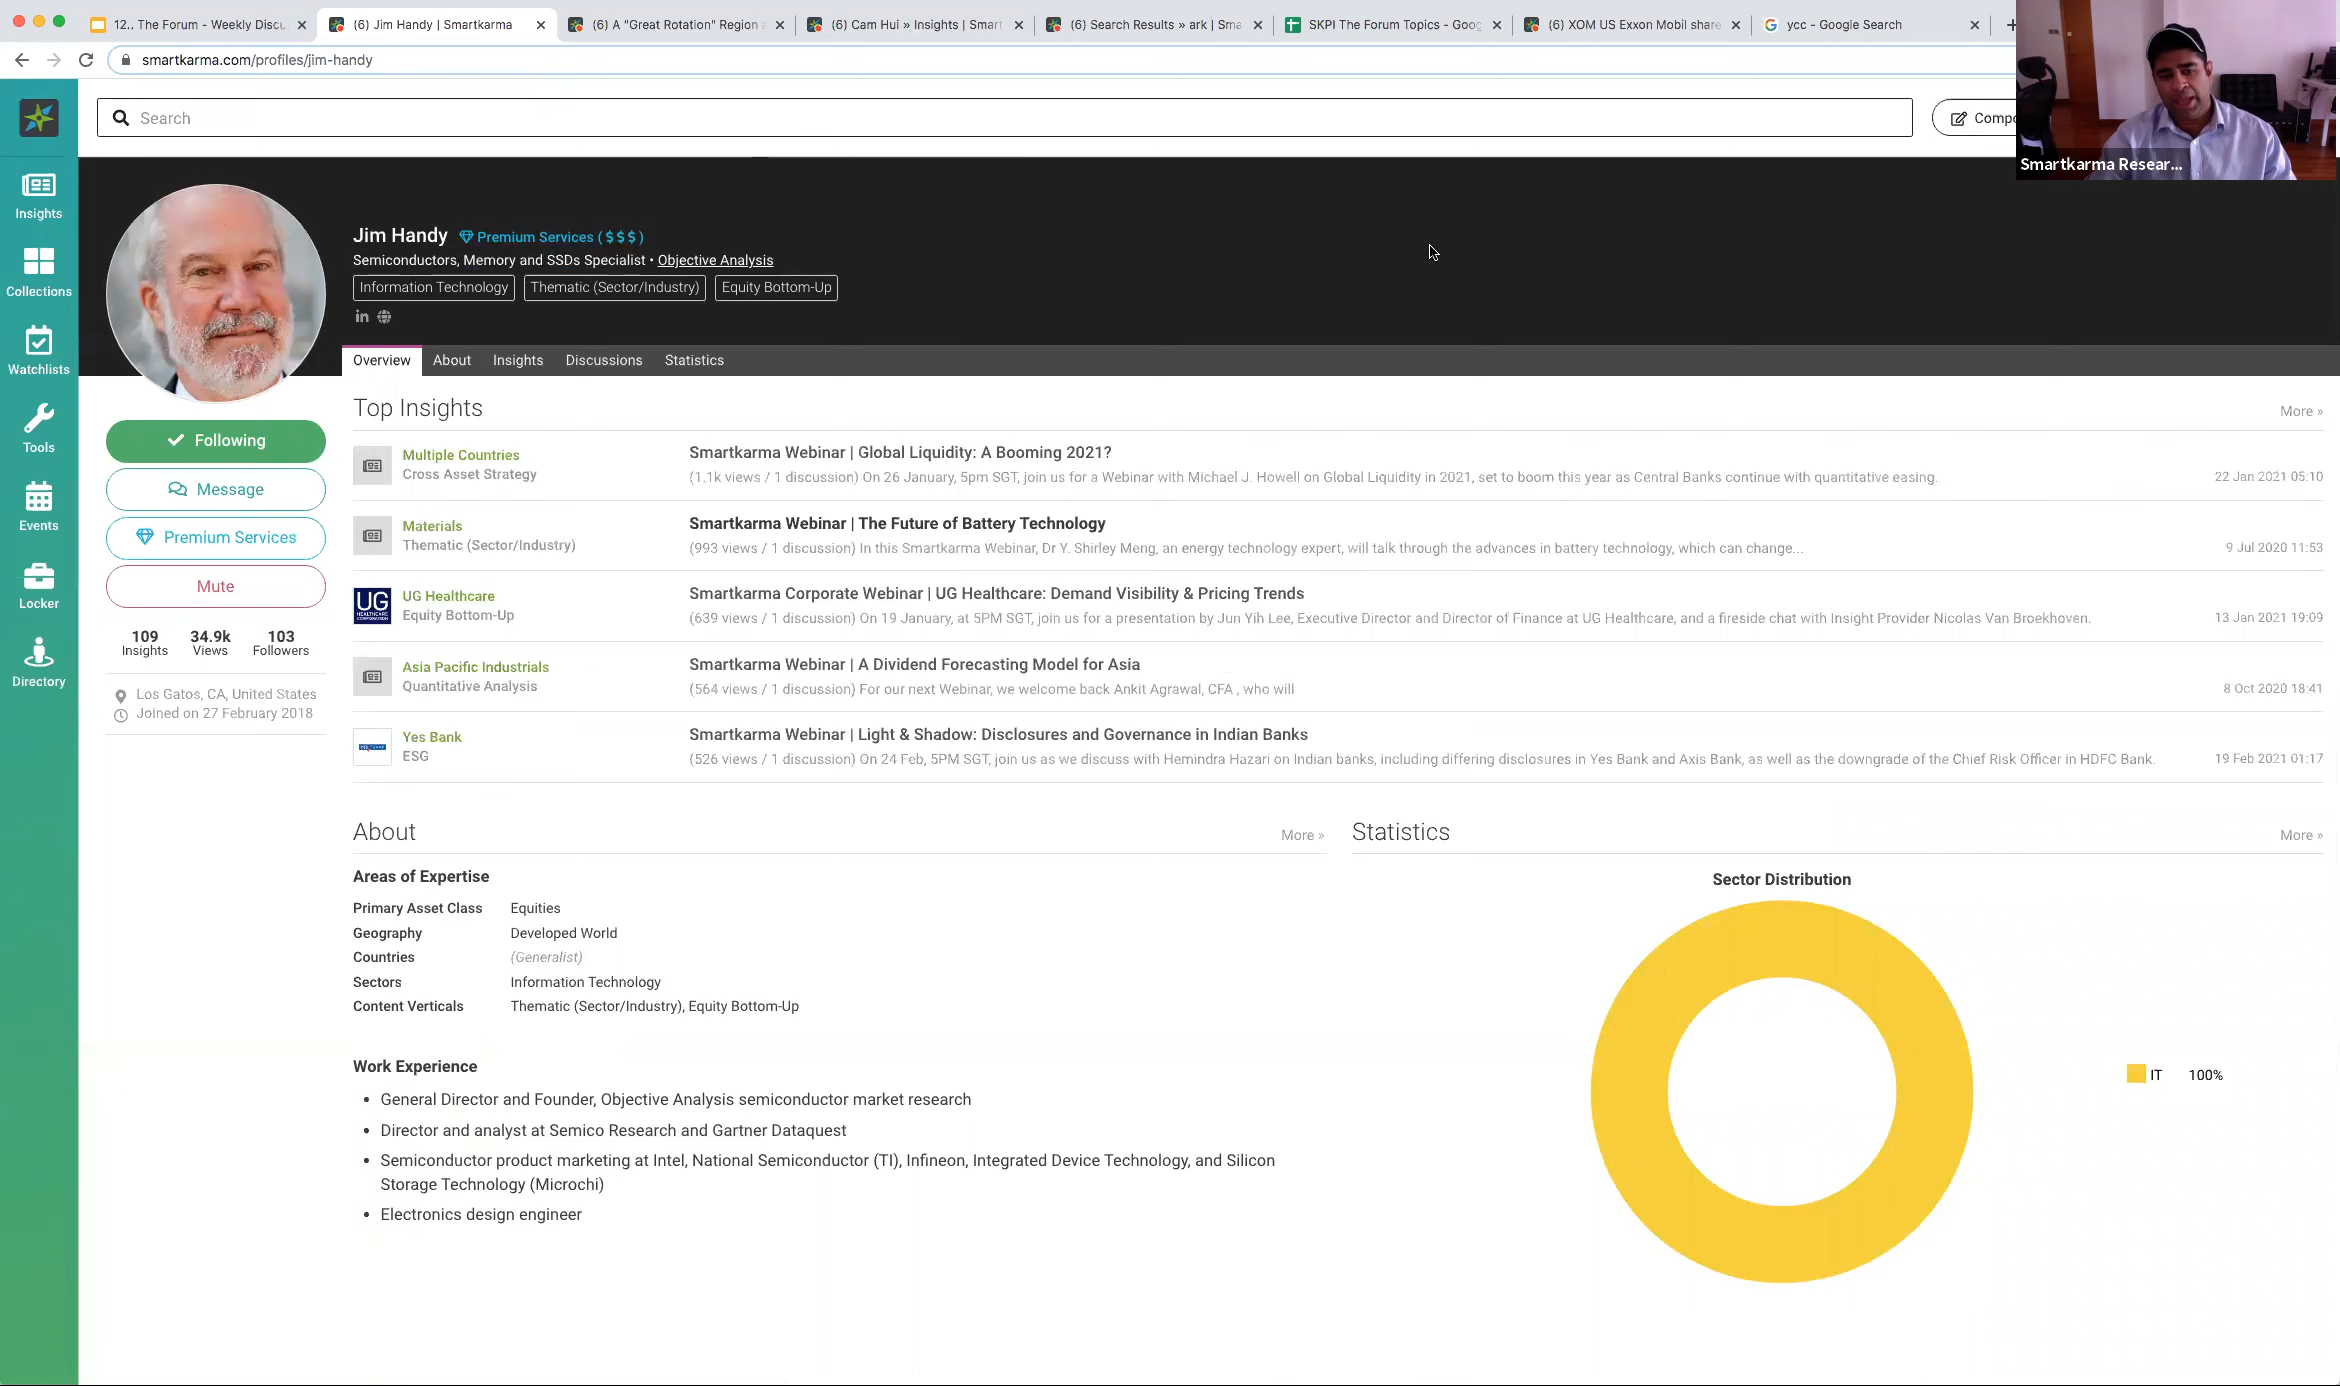 12.. The Forum - Weekly Discu
(6) Jim Handy | Smartkarma
(6) A "Great Rotation" Region a
(6) Cam Hui » Insights | Smart
(6) Search Results » ark | Sma
SKPI The Forum Topics - Goog
(6) XOM US Exxon Mobil share
ycc - Google Search
smartkarma.com/profiles/jim-handy
Search
Compo
Smartkarma Resear...
Insights
Collections
Watchlists
Tools
Events
Locker
Directory
Jim Handy Premium Services ($$$)
Semiconductors, Memory and SSDs Specialist • Objective Analysis
Information Technology Thematic (Sector/Industry) Equity Bottom-Up
in
Overview About Insights Discussions Statistics
Following
Message
Premium Services
Mute
109 34.9k 103
Insights Views Followers
Los Gatos, CA, United States
Joined on 27 February 2018
Top Insights More »
Multiple Countries
Cross Asset Strategy
Smartkarma Webinar | Global Liquidity: A Booming 2021?
(1.1k views / 1 discussion) On 26 January, 5pm SGT, join us for a Webinar with Michael J. Howell on Global Liquidity in 2021, set to boom this year as Central Banks continue with quantitative easing.
22 Jan 2021 05:10
Materials
Thematic (Sector/Industry)
Smartkarma Webinar | The Future of Battery Technology
(993 views / 1 discussion) In this Smartkarma Webinar, Dr Y. Shirley Meng, an energy technology expert, will talk through the advances in battery technology, which can change...
9 Jul 2020 11:53
UG
HEALTHCARE
CORPORATION
UG Healthcare
Equity Bottom-Up
Smartkarma Corporate Webinar | UG Healthcare: Demand Visibility & Pricing Trends
(639 views / 1 discussion) On 19 January, at 5PM SGT, join us for a presentation by Jun Yih Lee, Executive Director and Director of Finance at UG Healthcare, and a fireside chat with Insight Provider Nicolas Van Broekhoven.
13 Jan 2021 19:09
Asia Pacific Industrials
Quantitative Analysis
Smartkarma Webinar | A Dividend Forecasting Model for Asia
(564 views / 1 discussion) For our next Webinar, we welcome back Ankit Agrawal, CFA , who will
8 Oct 2020 18:41
Yes Bank
ESG
Smartkarma Webinar | Light & Shadow: Disclosures and Governance in Indian Banks
(526 views / 1 discussion) On 24 Feb, 5PM SGT, join us as we discuss with Hemindra Hazari on Indian banks, including differing disclosures in Yes Bank and Axis Bank, as well as the downgrade of the Chief Risk Officer in HDFC Bank.
19 Feb 2021 01:17
About More »
Areas of Expertise
Primary Asset Class Equities
Geography Developed World
Countries (Generalist)
Sectors Information Technology
Content Verticals Thematic (Sector/Industry), Equity Bottom-Up
Work Experience
• General Director and Founder, Objective Analysis semiconductor market research
• Director and analyst at Semico Research and Gartner Dataquest
• Semiconductor product marketing at Intel, National Semiconductor (TI), Infineon, Integrated Device Technology, and Silicon
Storage Technology (Microchi)
• Electronics design engineer
Statistics More »
Sector Distribution
IT 100%